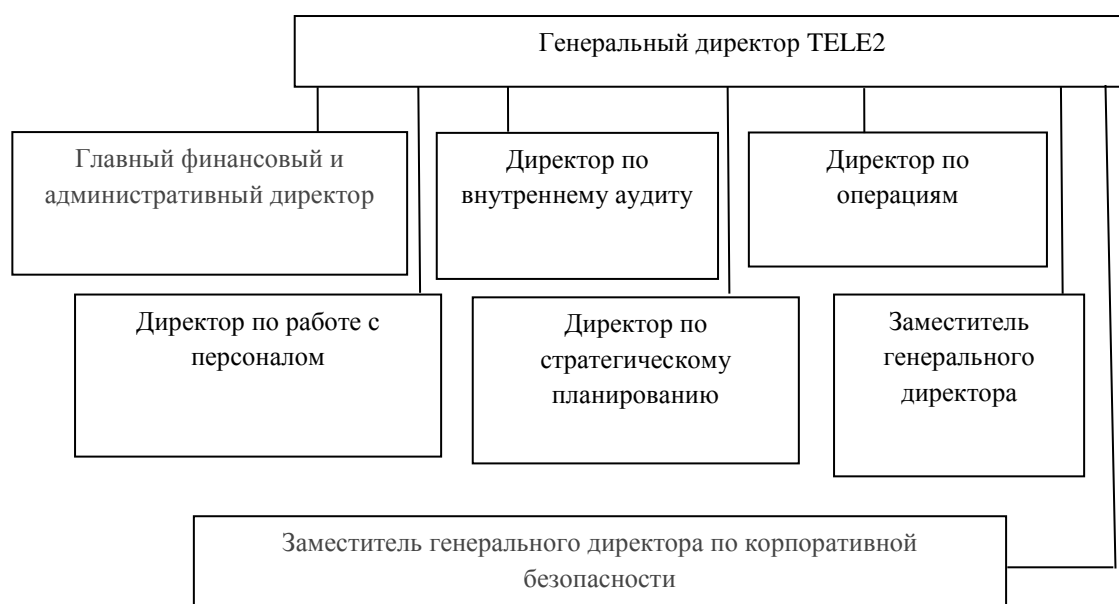 Генеральный директор TELE2
Главный финансовый и
административный директор
Директор по
внутреннему аудиту
Директор по
операциям
Директор по работе с
персоналом
Директор по
стратегическому
планированию
Заместитель
генерального
директора
Заместитель генерального директора по корпоративной
безопасности